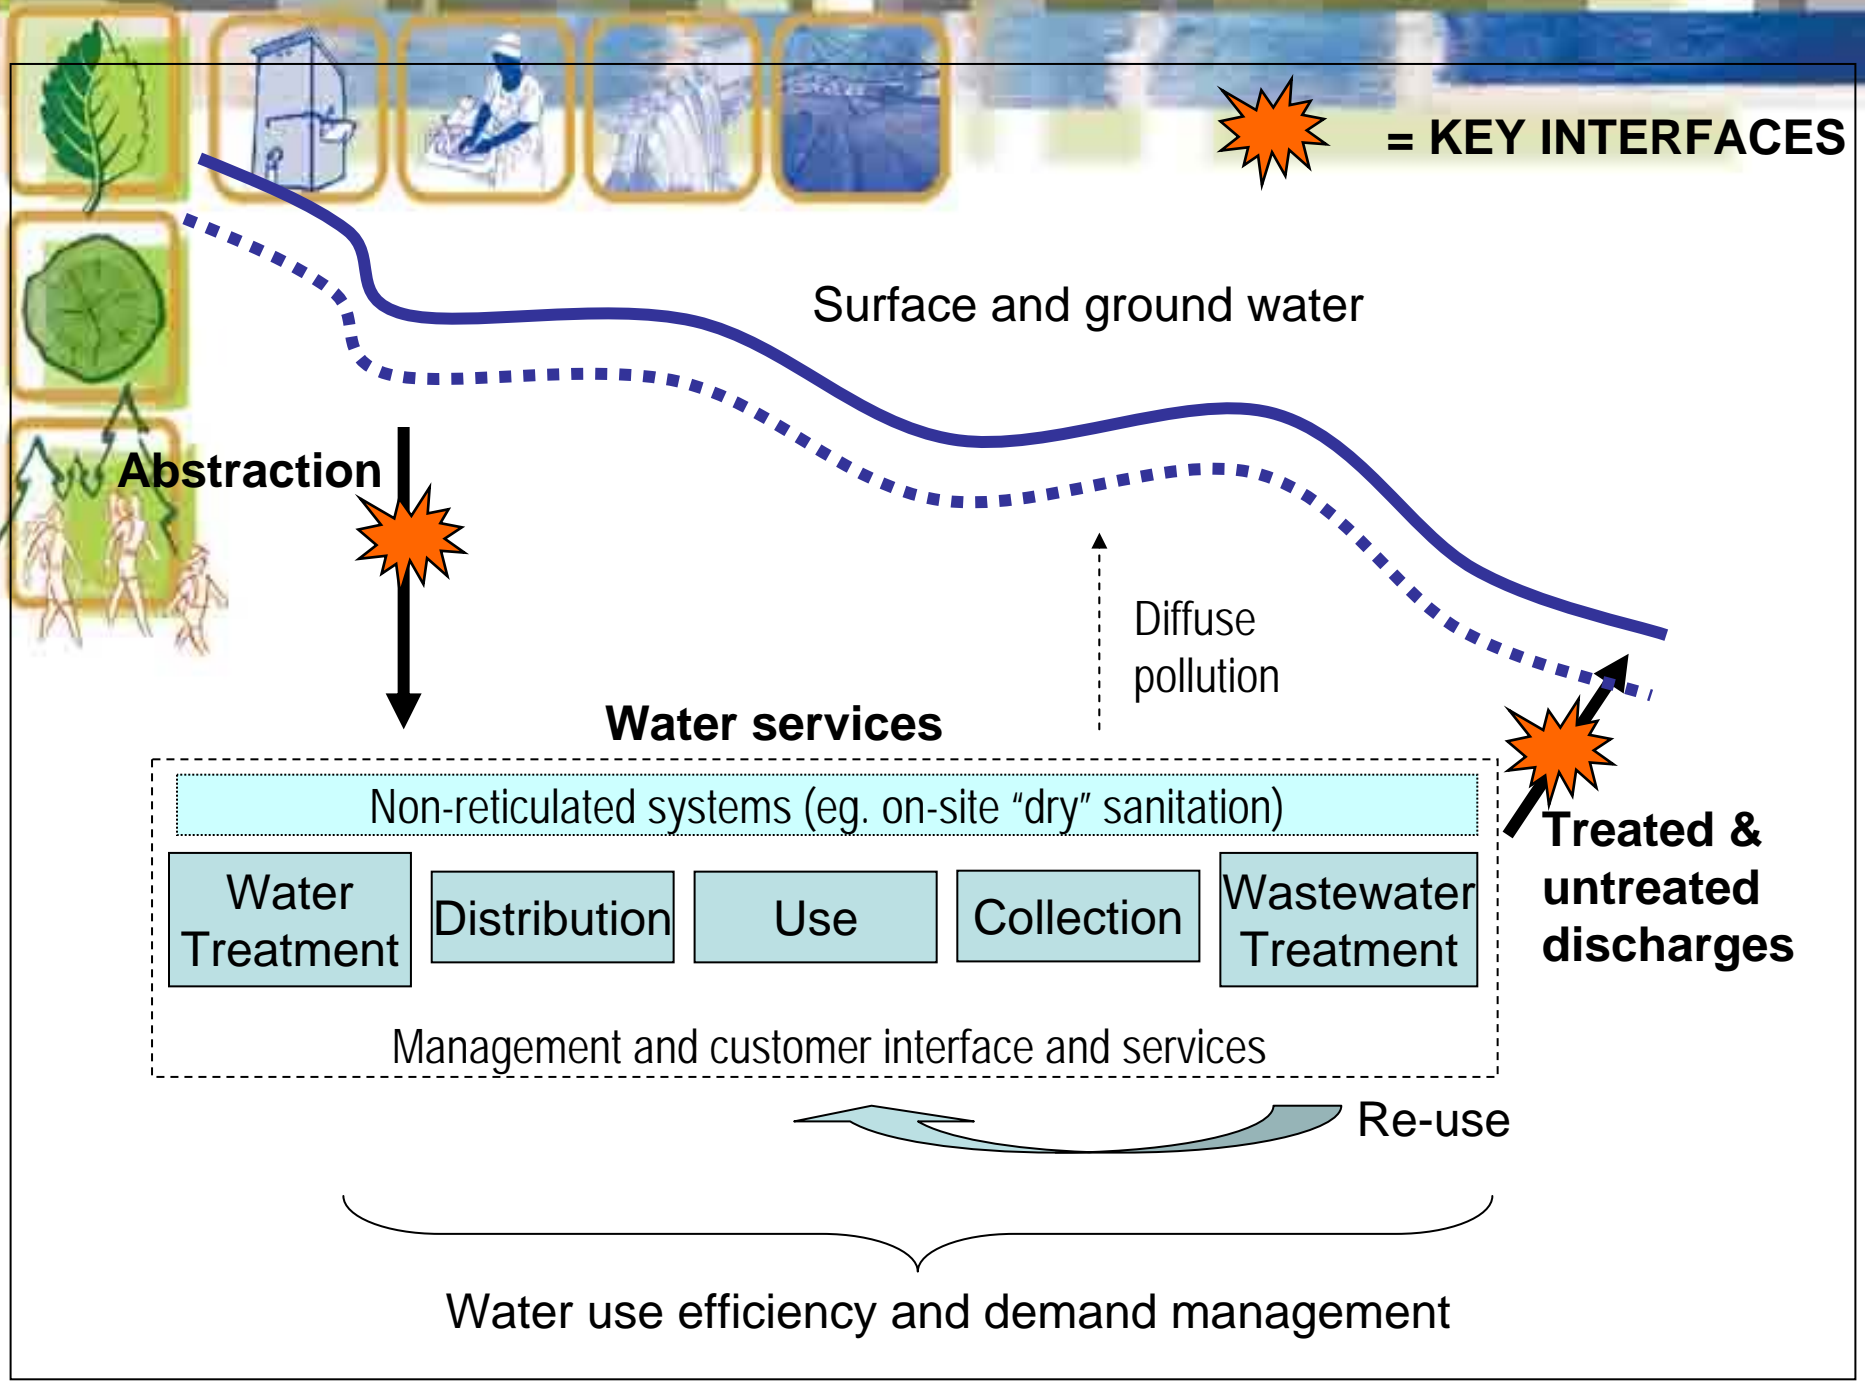 = KEY INTERFACES
Surface and ground water
Abstraction
Diffuse
pollution
Water services
Non-reticulated systems (eg. on-site “dry” sanitation)
Water
Treatment
Distribution
Use
Collection
Wastewater
Treatment
Treated &
untreated
discharges
Management and customer interface and services
Re-use
Water use efficiency and demand management